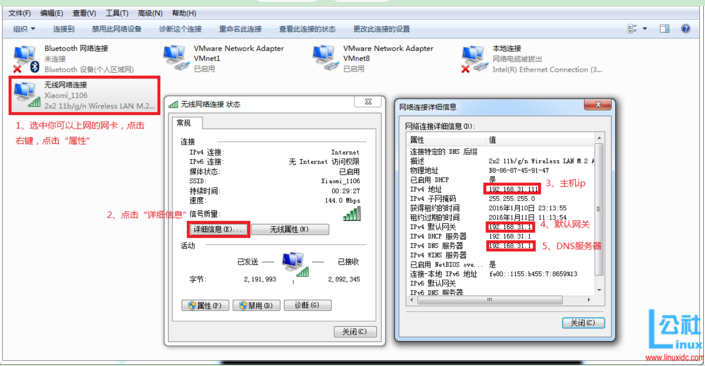 文件(F) 编辑(E) 查看(V) 工具(T) 高级(N) 帮助(H)
组织 连接到 禁用此网络设备 诊断这个连接 重命名此连接 查看此连接的状态 更改此连接的设置
Bluetooth 网络连接
未连接
Bluetooth 设备(个人区域网)
VMware Network Adapter
VMnet1
已启用
VMware Network Adapter
VMnet8
已启用
本地连接
网络电缆被拔出
Intel(R) Ethernet Connection (3...
无线网络连接
Xiaomi_1106
2x2 11b/g/n Wireless LAN M.2...
1、选中你可以上网的网卡，点击
右键，点击“属性”
无线网络连接 状态
常规
连接
IPv4 连接: Internet
IPv6 连接: 无 Internet 访问权限
媒体状态: 已启用
SSID: Xiaomi_1106
持续时间: 00:29:27
速度: 144.0 Mbps
信号质量:
2、点击“详细信息”
详细信息(E)... 无线属性(W)
活动
已发送 已接收
字节: 2,191,993 2,892,345
属性(P) 禁用(D) 诊断(G)
关闭(C)
网络连接详细信息
网络连接详细信息(D):
属性 值
连接特定的 DNS 后缀
描述 2x2 11b/g/n Wireless LAN M.2 A
物理地址 B8-86-87-45-91-47
已启用 DHCP 是
IPv4 地址 192.168.31.111
3、主机ip
IPv4 子网掩码 255.255.255.0
获得租约的时间 2016年1月10日 23:13:55
租约过期的时间 2016年1月11日 11:13:54
IPv4 默认网关 192.168.31.1
4、默认网关
IPv4 DHCP 服务器 192.168.31.1
IPv4 DNS 服务器 192.168.31.1
5、DNS服务器
IPv4 WINS 服务器
已启用 NetBIOS ove... 是
连接-本地 IPv6 地址 fe80::1155:b455:7:8659%13
IPv6 默认网关
IPv6 DNS 服务器
关闭(C)
Linux公社
www.linuxidc.com